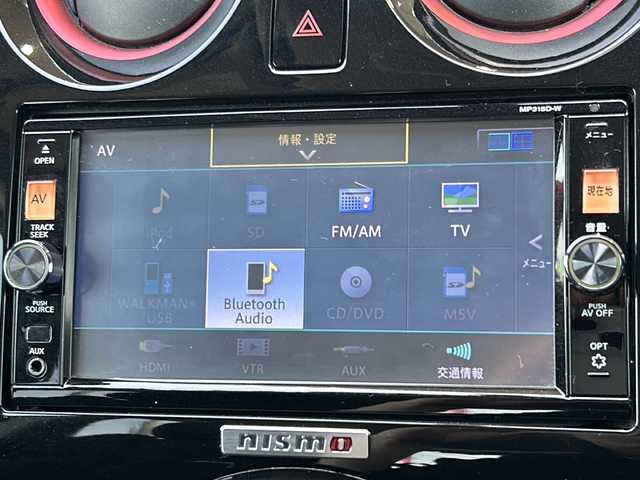 MP315D-W
OPEN
AV
TRACK
SEEK
PUSH
SOURCE
AUX
AV
情報・設定
iPod
SD
FM/AM
TV
メニュー
WALKMAN®
/USB
Bluetooth
Audio
CD/DVD
MSV
HDMI
VTR
AUX
交通情報
メニュー
現在地
音量
PUSH
AV OFF
OPT
nismo